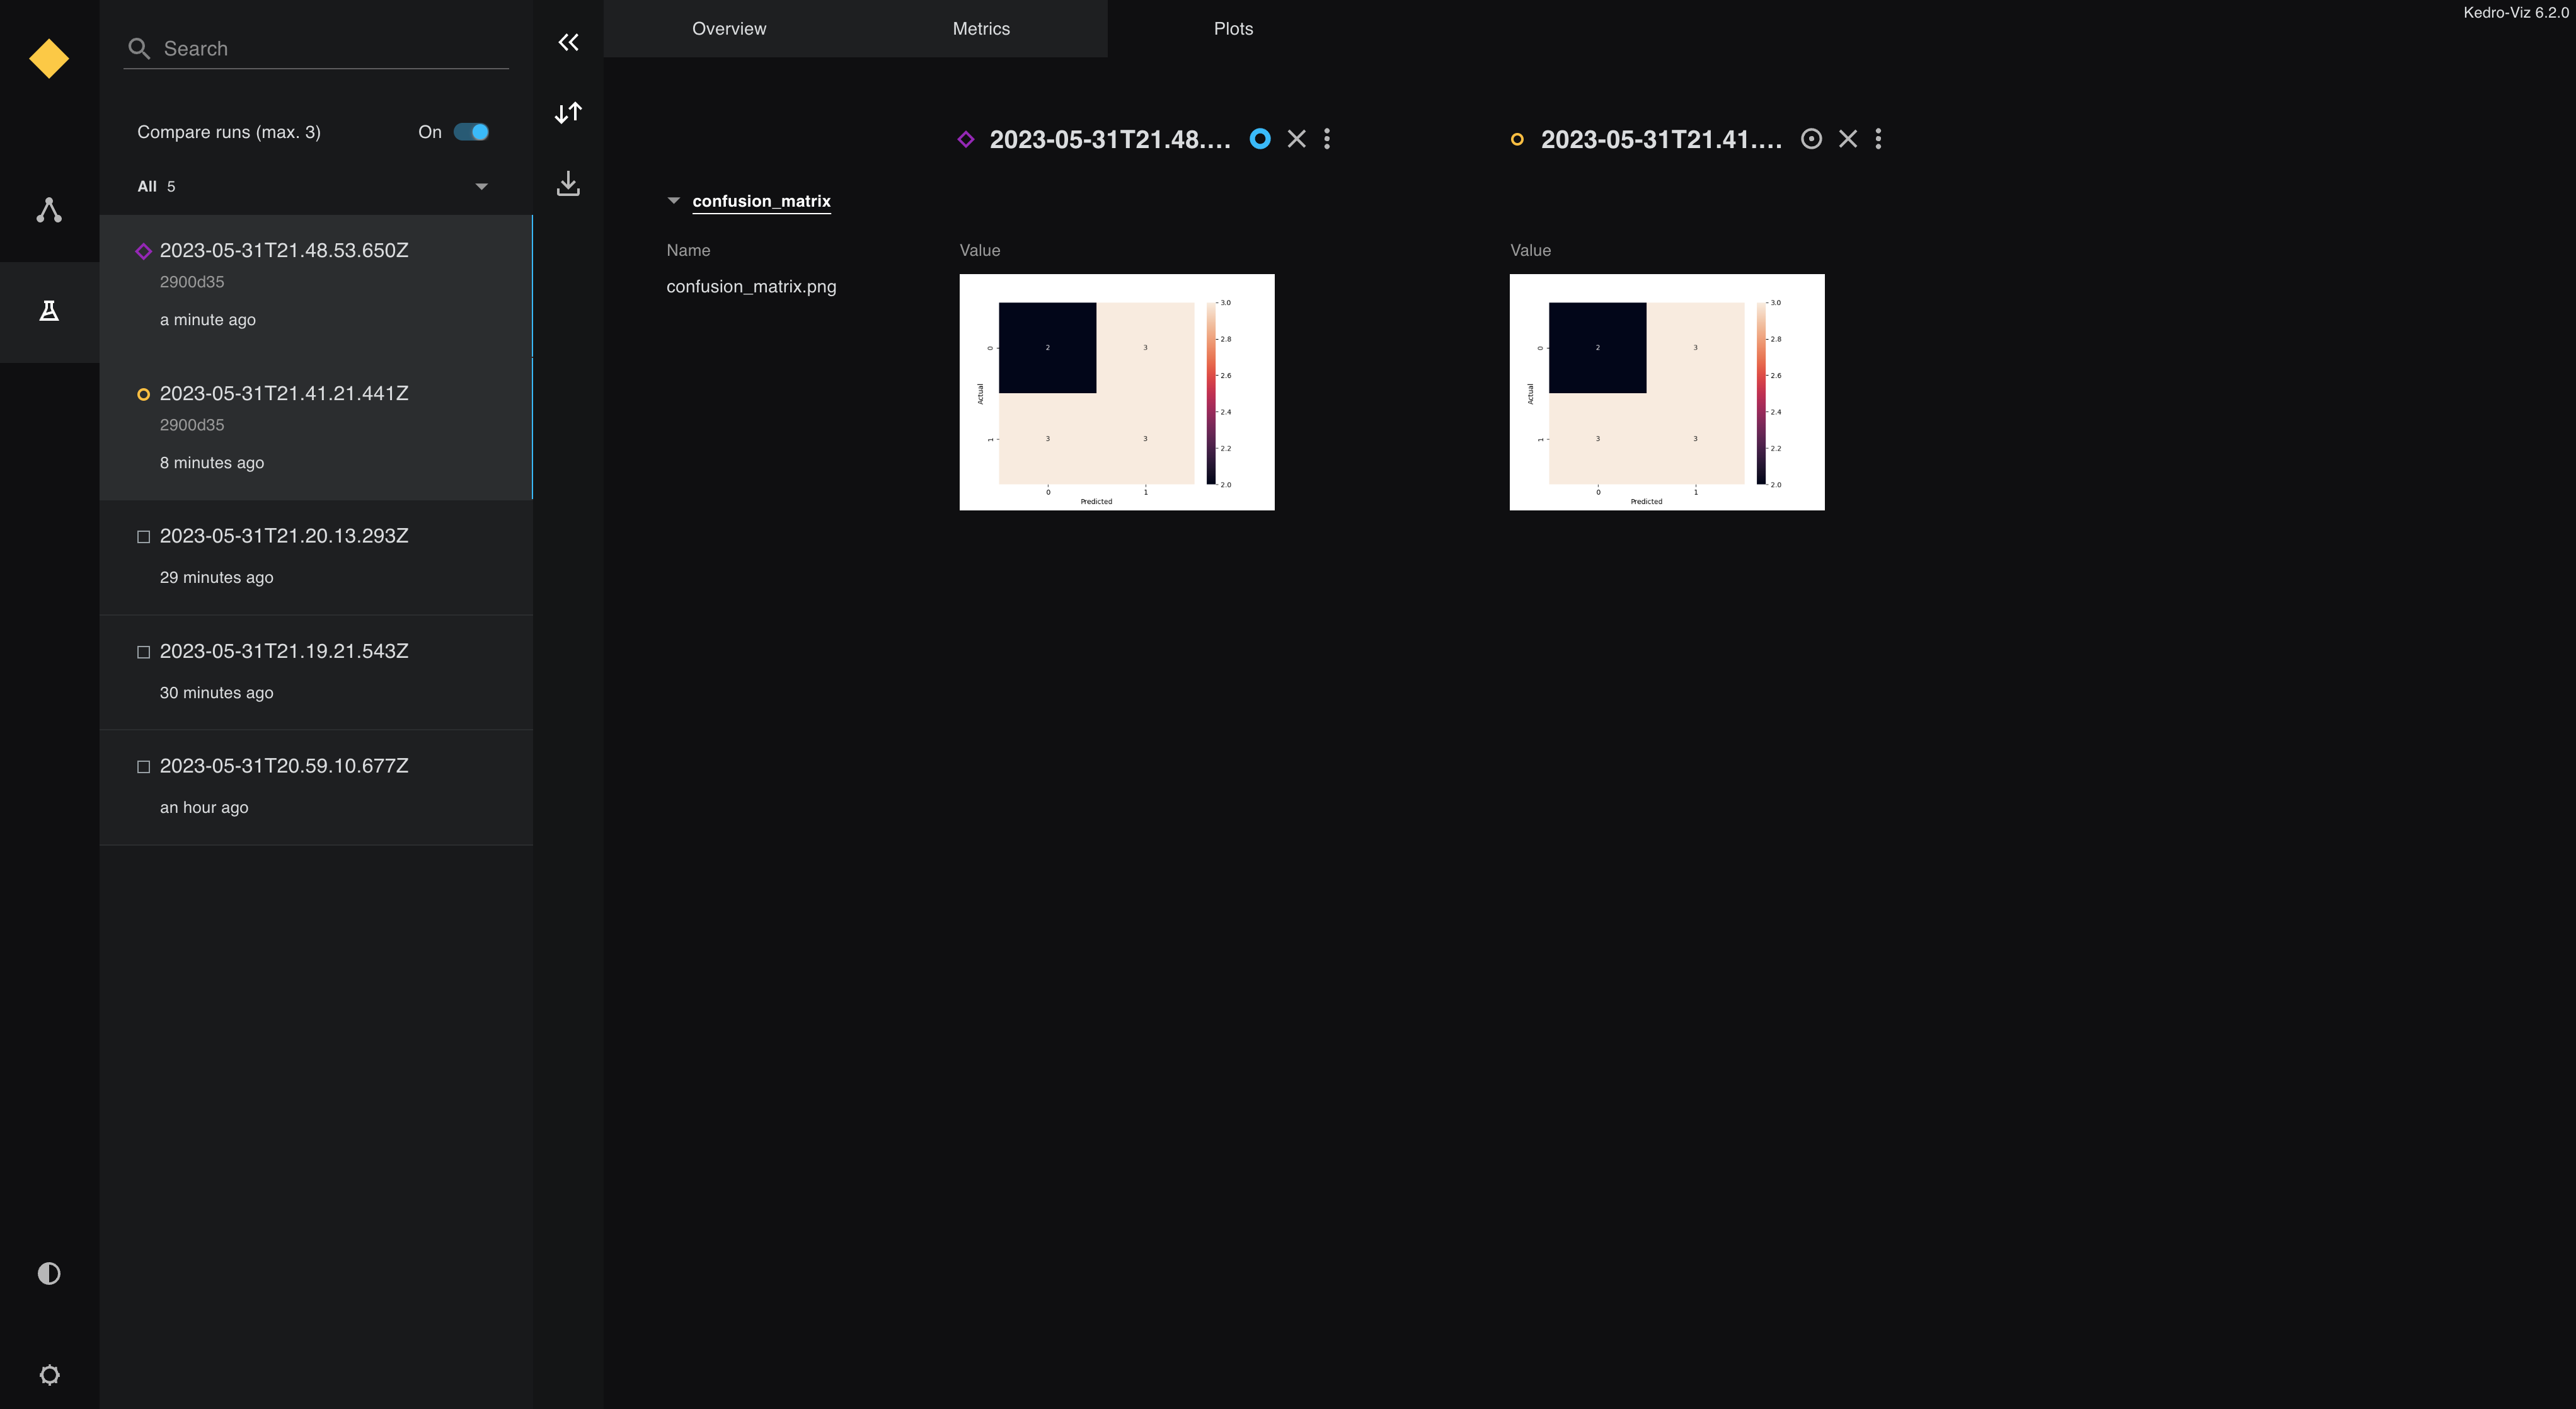 Search
Compare runs (max. 3) On
All 5
2023-05-31T21.48.53.650Z
2900d35
a minute ago
2023-05-31T21.41.21.441Z
2900d35
8 minutes ago
2023-05-31T21.20.13.293Z
29 minutes ago
2023-05-31T21.19.21.543Z
30 minutes ago
2023-05-31T20.59.10.677Z
an hour ago
Overview Metrics Plots
Kedro-Viz 6.2.0
2023-05-31T21.48.... 2023-05-31T21.41....
confusion_matrix
Name Value Value
confusion_matrix.png
Actual
0
1
2 3
3 3
0 1
Predicted
3.0
2.8
2.6
2.4
2.2
2.0
Actual
0
1
2 3
3 3
0 1
Predicted
3.0
2.8
2.6
2.4
2.2
2.0